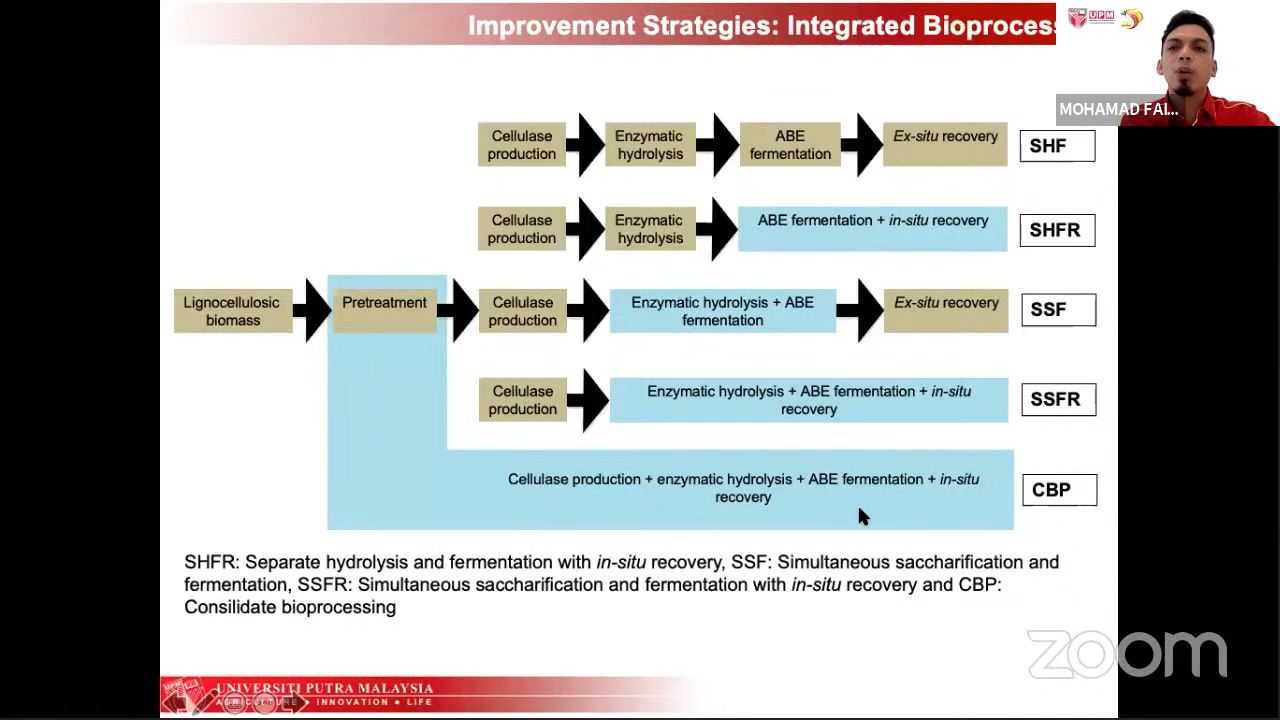 Improvement Strategies: Integrated Bioprocess
UPM
MOHAMAD FAI...
Cellulase
production
Enzymatic
hydrolysis
ABE
fermentation
Ex-situ recovery
SHF
Cellulase
production
Enzymatic
hydrolysis
ABE fermentation + in-situ recovery
SHFR
Lignocellulosic
biomass
Pretreatment
Cellulase
production
Enzymatic hydrolysis + ABE
fermentation
Ex-situ recovery
SSF
Cellulase
production
Enzymatic hydrolysis + ABE fermentation + in-situ
recovery
SSFR
Cellulase production + enzymatic hydrolysis + ABE fermentation + in-situ
recovery
CBP
SHFR: Separate hydrolysis and fermentation with in-situ recovery, SSF: Simultaneous saccharification and
fermentation, SSFR: Simultaneous saccharification and fermentation with in-situ recovery and CBP:
Consilidate bioprocessing
zoom
UNIVERSITI PUTRA MALAYSIA
AGRICULTURE • INNOVATION • LIFE